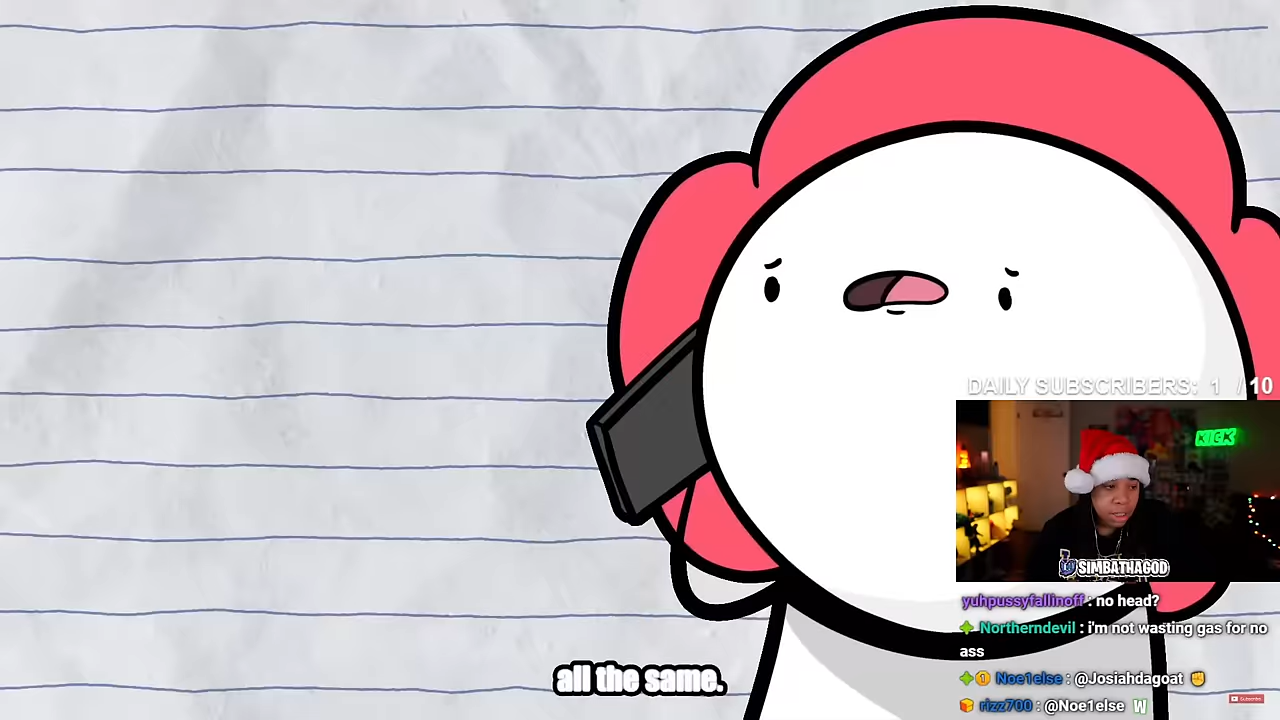 DAILY SUBSCRIBERS: 1 / 10
KICK
SIMBATHAGOD
yuhpussyfallinoff : no head?
Northerndevil : i'm not wasting gas for no
ass
Noe1else : @Josiahdagoat
rizz700 : @Noe1else W
all the same.
Subscribe